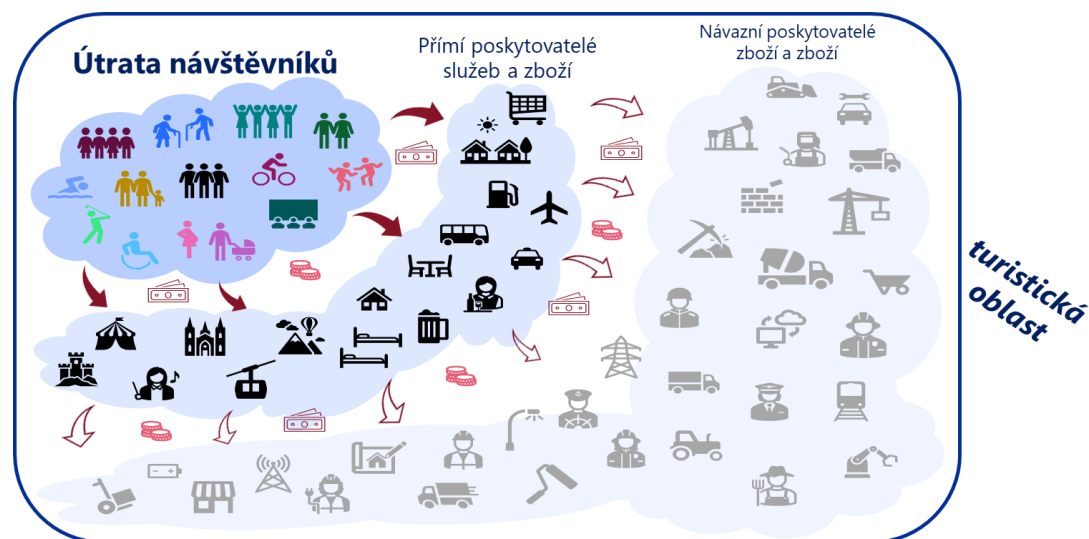 Útrata návštěvníků
Přímí poskytovatelé
služeb a zboží
Návazní poskytovatelé
zboží a zboží
turistická
oblast